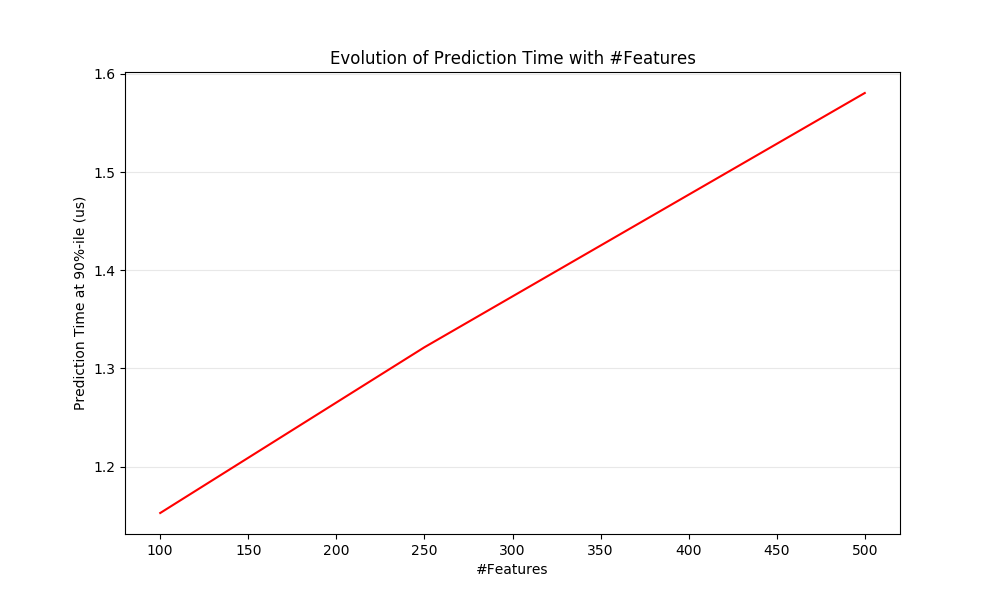 Evolution of Prediction Time with #Features
Prediction Time at 90%-ile (us)
1.6
1.5
1.4
1.3
1.2
100 150 200 250 300 350 400 450 500
#Features